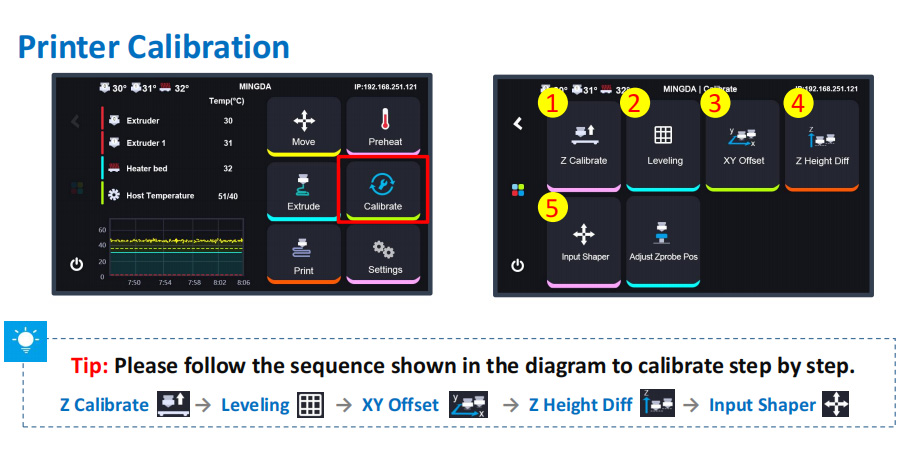 Printer Calibration
30° 31° 32° MINGDA IP:192.168.251.121
Temp(°C)
Extruder 30
Extruder 1 31
Heater bed 32
Host Temperature 51/40
60
40
20
0
7:50 7:54 7:58 8:02 8:06
Move
Preheat
Extrude
Calibrate
Print
Settings
31° MINGDA | Calibrate 192.168.251.121
1
2
3
4
Z Calibrate
Leveling
Y
X
XY Offset
Z
Z Height Diff
5
Input Shaper
Adjust Zprobe Pos
Tip: Please follow the sequence shown in the diagram to calibrate step by step.
Z Calibrate → Leveling → XY Offset Y X → Z Height Diff Z → Input Shaper